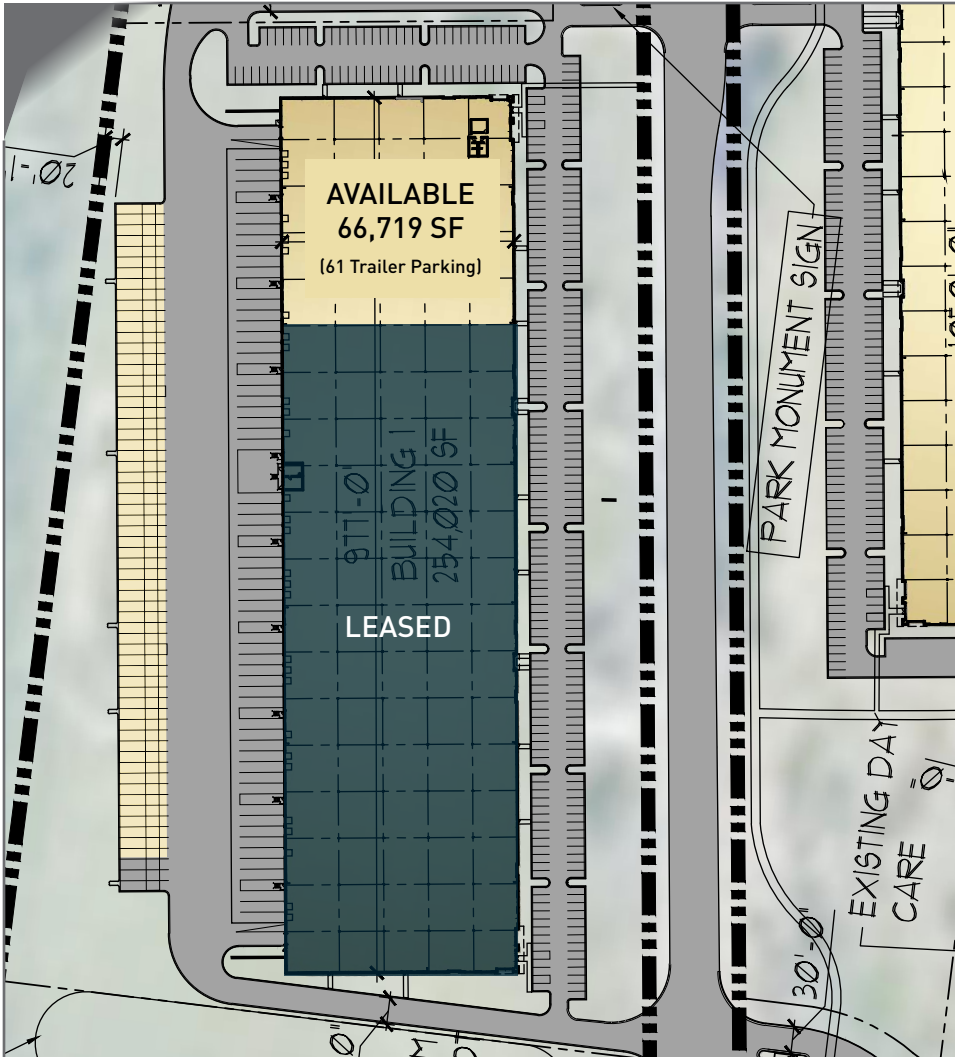 20'-1
AVAILABLE
66,719 SF
(61 Trailer Parking)
977'-0"
BUILDING 1
254,020 SF
LEASED
PARK MONUMENT SIGN
EXISTING DAY
CARE
30'-0"